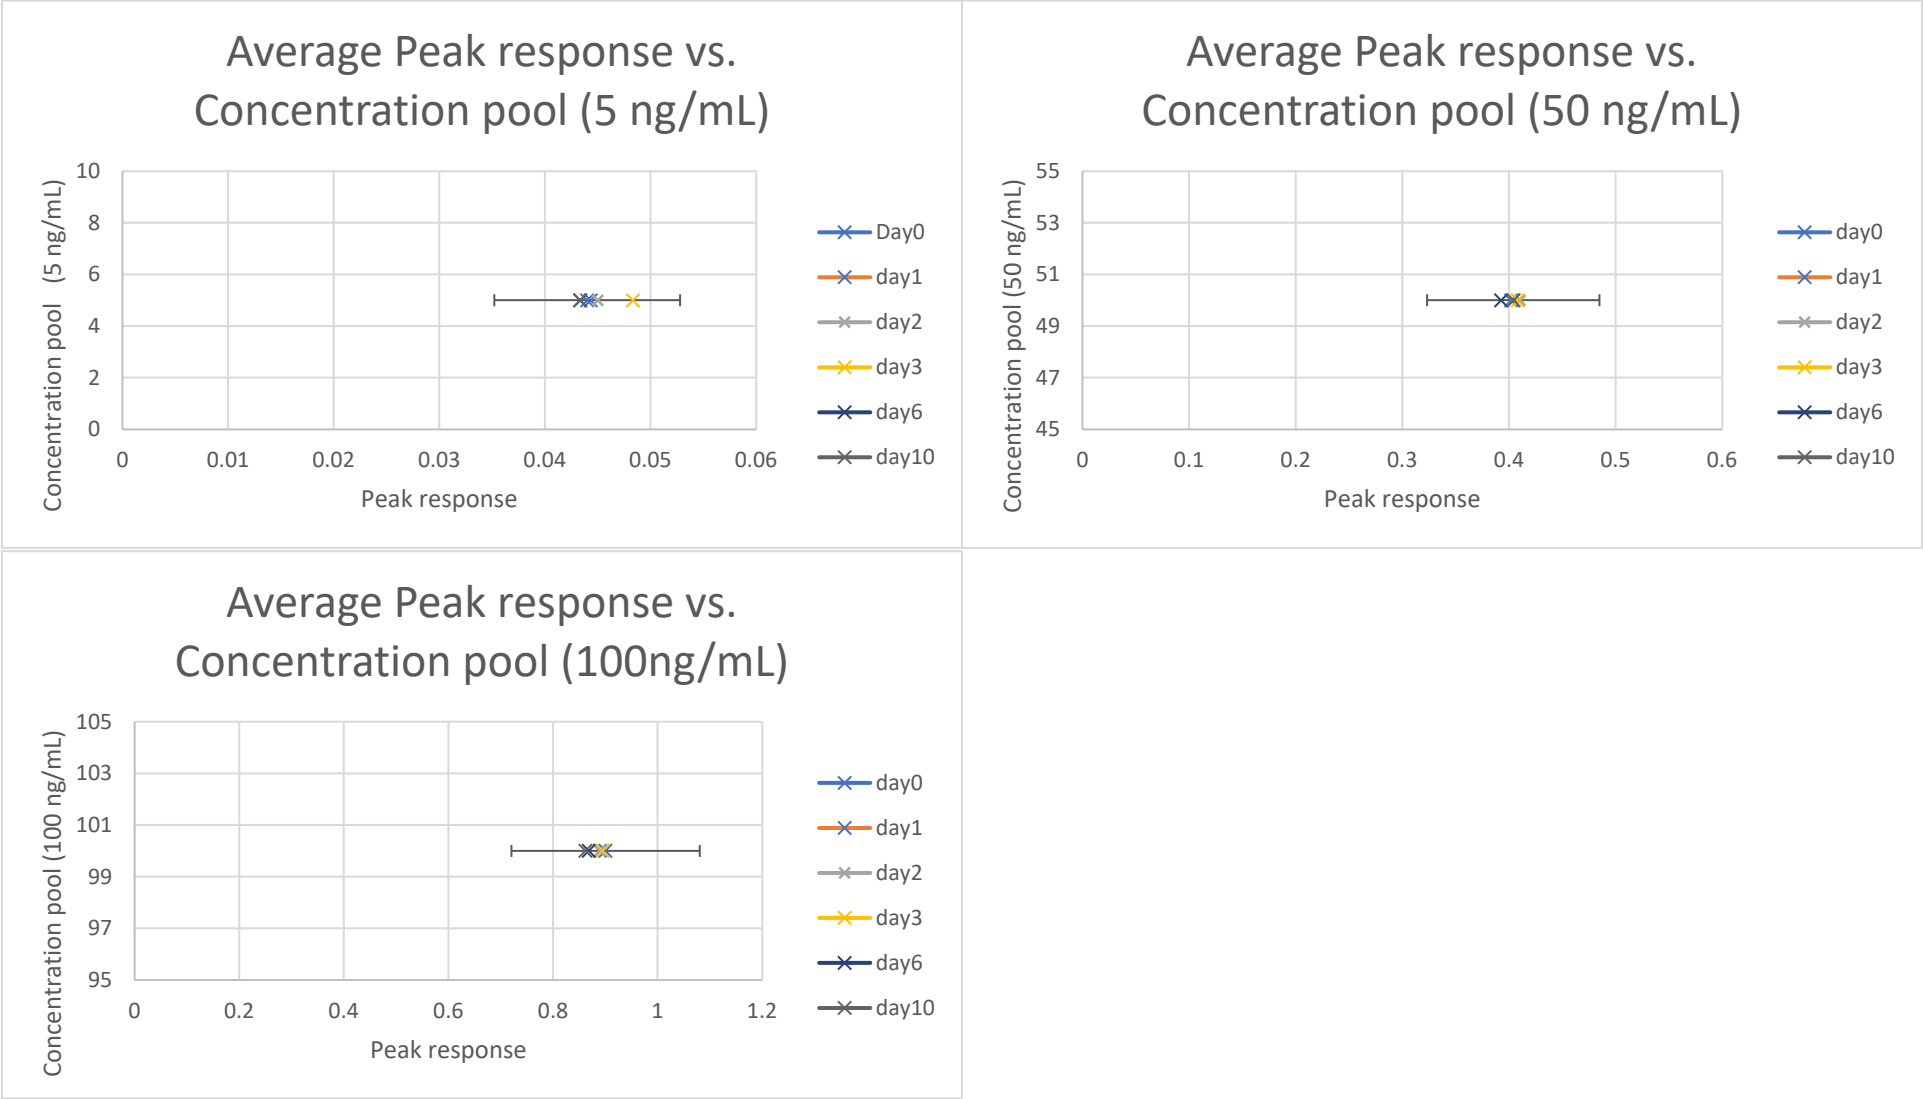 Average Peak response vs.
Concentration pool (5 ng/mL)
Concentration pool (5 ng/mL)
10
8
6
4
2
0
0 0.01 0.02 0.03 0.04 0.05 0.06
Peak response
Day0
day1
day2
day3
day6
day10
Average Peak response vs.
Concentration pool (50 ng/mL)
Concentration pool (50 ng/mL)
55
53
51
49
47
45
0 0.1 0.2 0.3 0.4 0.5 0.6
Peak response
day0
day1
day2
day3
day6
day10
Average Peak response vs.
Concentration pool (100ng/mL)
Concentration pool (100 ng/mL)
105
103
101
99
97
95
0 0.2 0.4 0.6 0.8 1 1.2
Peak response
day0
day1
day2
day3
day6
day10